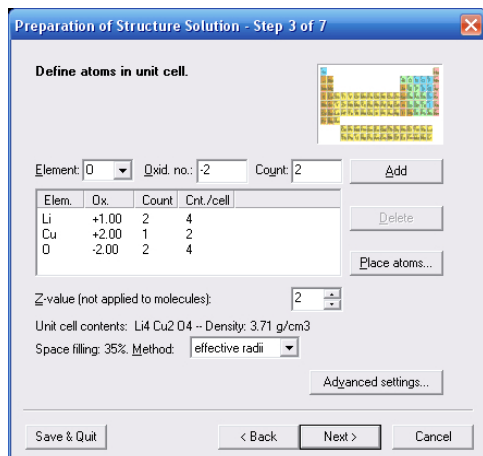 Preparation of Structure Solution - Step 3 of 7
Define atoms in unit cell.
Element: O Oxid. no.: -2 Count: 2 Add
Elem. Ox. Count Cnt./cell
Li +1.00 2 4
Cu +2.00 1 2
O -2.00 2 4
Delete
Place atoms...
Z-value (not applied to molecules): 2
Unit cell contents: Li4 Cu2 O4 -- Density: 3.71 g/cm3
Space filling: 35%. Method: effective radii
Advanced settings...
Save & Quit < Back Next > Cancel